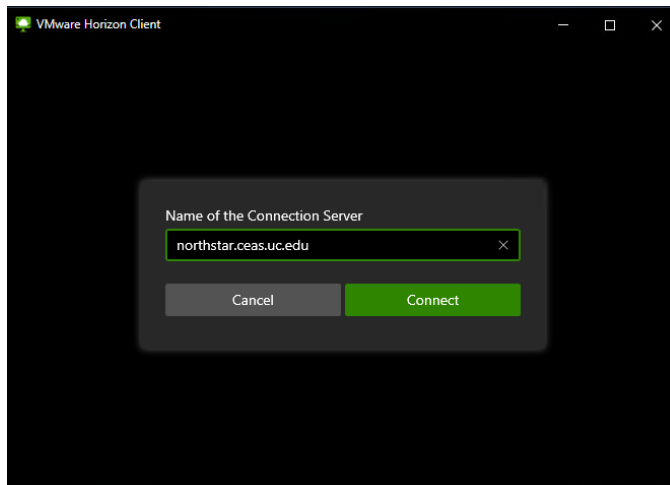 VMware Horizon Client
Name of the Connection Server
northstar.ceas.uc.edu
Cancel
Connect